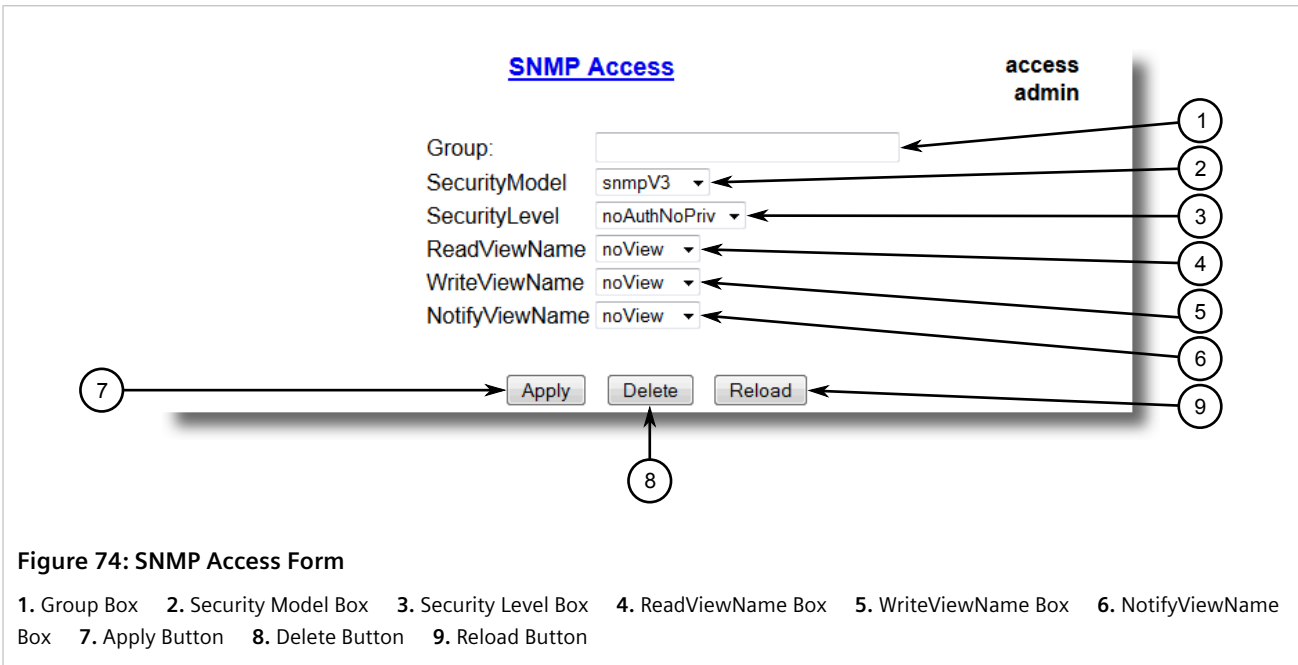 SNMP Access
access
admin
Group:
SecurityModel snmpV3
SecurityLevel noAuthNoPriv
ReadViewName noView
WriteViewName noView
NotifyViewName noView
Apply Delete Reload
1
2
3
4
5
6
7
8
9
Figure 74: SNMP Access Form
1. Group Box 2. Security Model Box 3. Security Level Box 4. ReadViewName Box 5. WriteViewName Box 6. NotifyViewName
Box 7. Apply Button 8. Delete Button 9. Reload Button